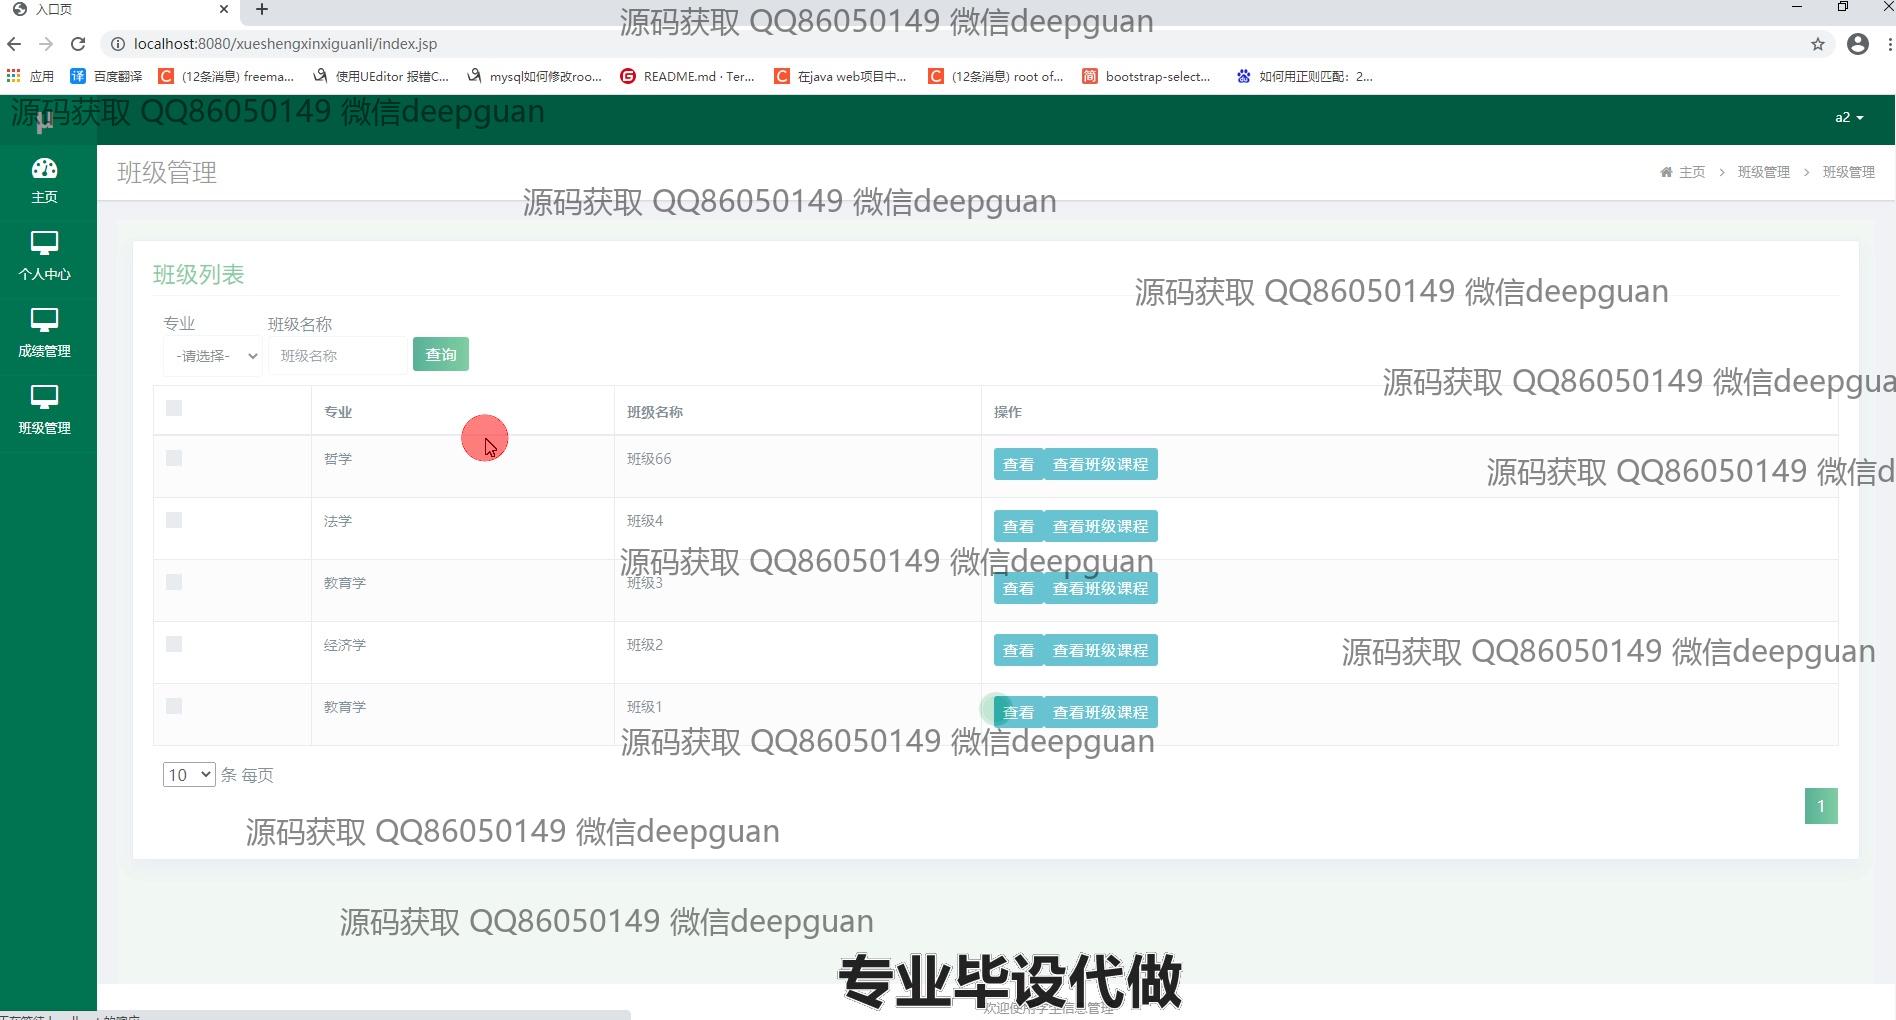 入口页
源码获取 QQ86050149 微信deepguan
localhost:8080/xueshengxinxiguanli/index.jsp
应用 百度翻译 (12条消息) freema... 使用UEditor 报错C... mysql如何修改roo... README.md · Ter... 在java web项目中... (12条消息) root of... bootstrap-select... 如何用正则匹配：2...
源码获取 QQ86050149 微信deepguan
a2
班级管理
主页 > 班级管理 > 班级管理
主页
源码获取 QQ86050149 微信deepguan
个人中心
班级列表
源码获取 QQ86050149 微信deepguan
专业 班级名称
成绩管理
-请选择- 班级名称 查询
源码获取 QQ86050149 微信deepgua
专业 班级名称 操作
班级管理
哲学 班级66 查看 查看班级课程
源码获取 QQ86050149 微信d
法学 班级4 查看 查看班级课程
源码获取 QQ86050149 微信deepguan
教育学 班级3 查看 查看班级课程
经济学 班级2 查看 查看班级课程
源码获取 QQ86050149 微信deepguan
教育学 班级1 查看 查看班级课程
源码获取 QQ86050149 微信deepguan
10 条 每页
1
源码获取 QQ86050149 微信deepguan
源码获取 QQ86050149 微信deepguan
专业毕设代做
欢迎使用学生信息管理